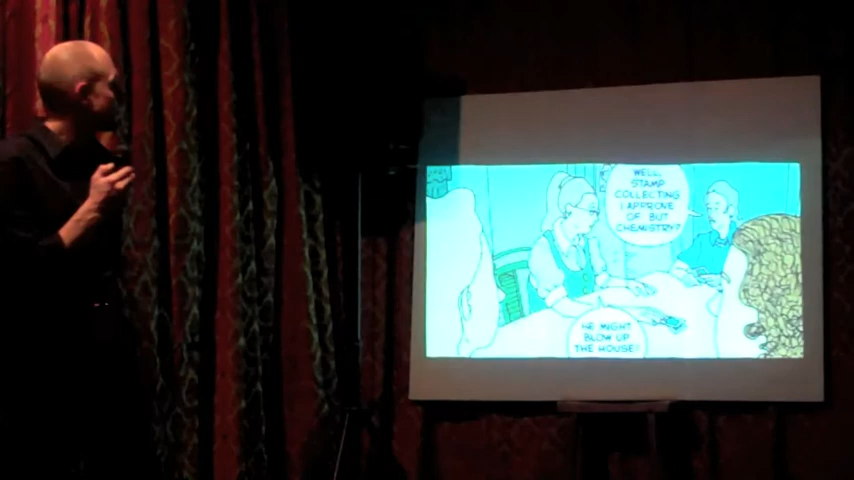 WELL,
STAMP
COLLECTING
I APPROVE
OF BUT
CHEMISTRY?
HE MIGHT
BLOW UP
THE HOUSE!